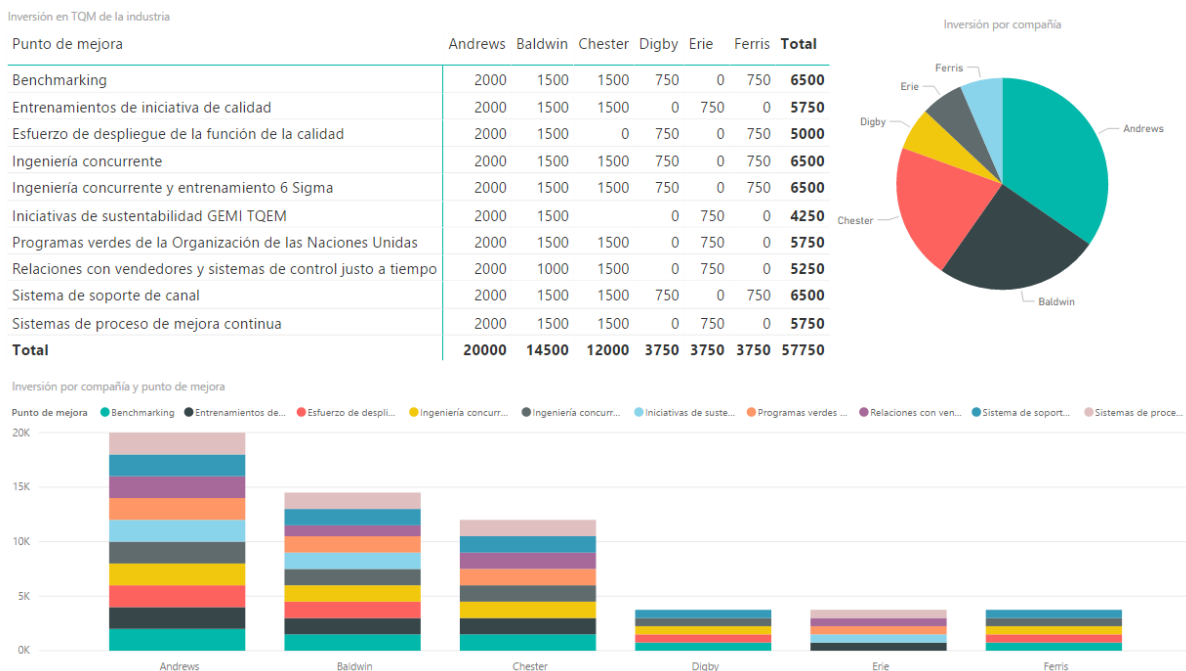 Inversión en TQM de la industria
Punto de mejora Andrews Baldwin Chester Digby Erie Ferris Total
Benchmarking 2000 1500 1500 750 0 750 6500
Entrenamientos de iniciativa de calidad 2000 1500 1500 0 750 0 5750
Esfuerzo de despliegue de la función de la calidad 2000 1500 0 750 0 750 5000
Ingeniería concurrente 2000 1500 1500 750 0 750 6500
Ingeniería concurrente y entrenamiento 6 Sigma 2000 1500 1500 750 0 750 6500
Iniciativas de sustentabilidad GEMI TQEM 2000 1500 0 750 0 4250
Programas verdes de la Organización de las Naciones Unidas 2000 1500 1500 0 750 0 5750
Relaciones con vendedores y sistemas de control justo a tiempo 2000 1000 1500 0 750 0 5250
Sistema de soporte de canal 2000 1500 1500 750 0 750 6500
Sistemas de proceso de mejora continua 2000 1500 1500 0 750 0 5750
Total 20000 14500 12000 3750 3750 3750 57750
Inversión por compañía
Ferris
Erie
Digby
Andrews
Chester
Baldwin
Inversión por compañía y punto de mejora
Punto de mejora Benchmarking Entrenamientos de... Esfuerzo de despli... Ingeniería concurr... Ingeniería concurr... Iniciativas de suste... Programas verdes ... Relaciones con ven... Sistema de soport... Sistemas de proce...
20K
15K
10K
5K
0K
Andrews Baldwin Chester Digby Erie Ferris